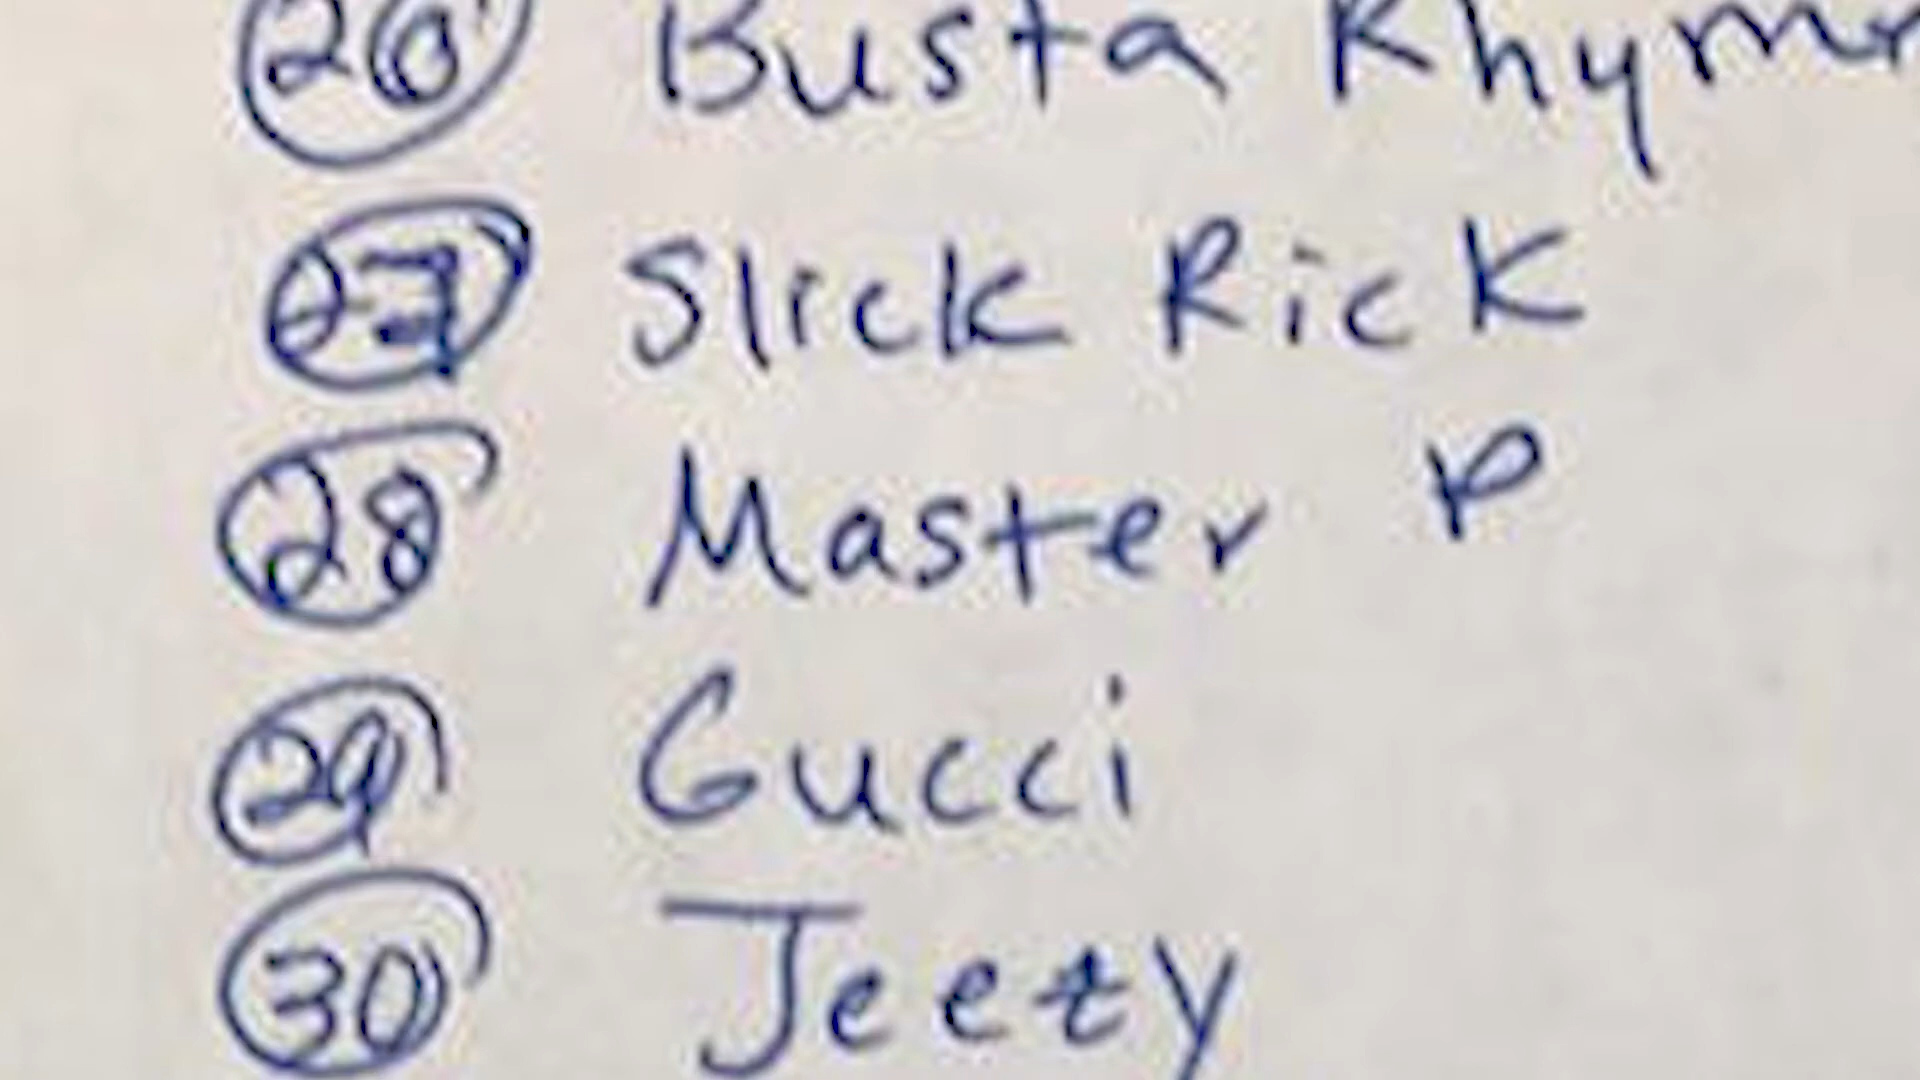 26 Busta Rhym
27 Slick Rick
28 Master P
29 Gucci
30 Jeezy